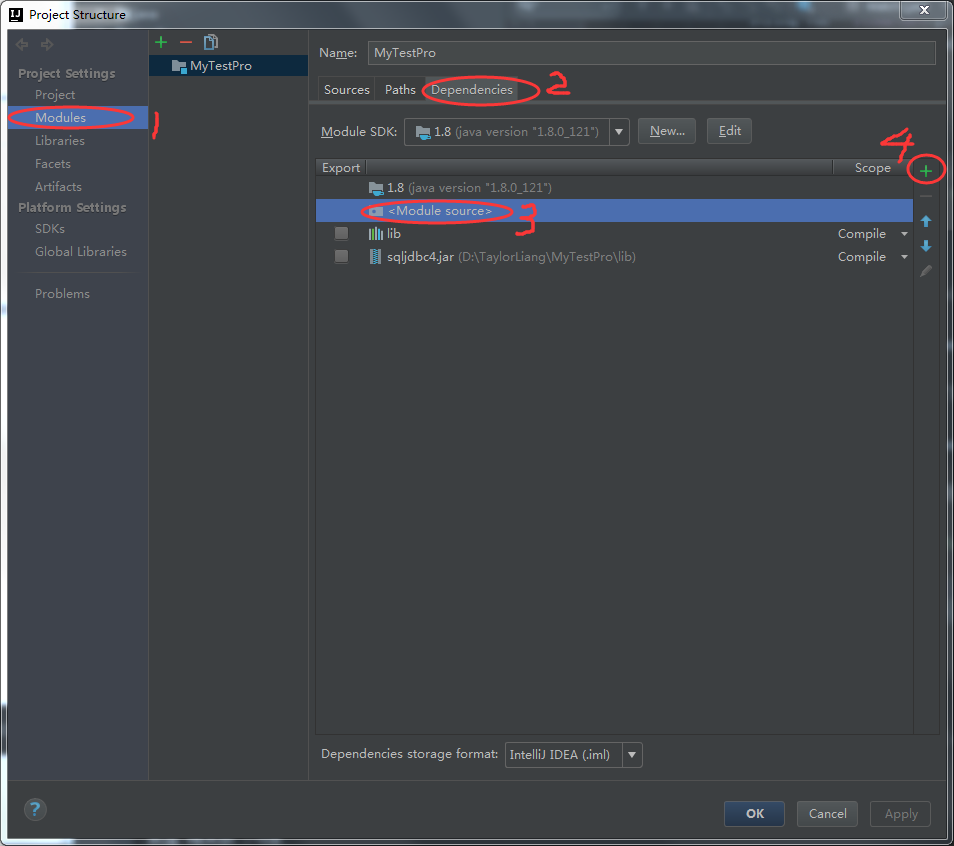 Project Structure
Project Settings
Project
Modules
1
Libraries
Facets
Artifacts
Platform Settings
SDKs
Global Libraries
Problems
MyTestPro
Name: MyTestPro
Sources Paths Dependencies 2
Module SDK: 1.8 (java version "1.8.0_121") New... Edit
4
Export Scope
1.8 (java version "1.8.0_121")
<Module source> 3
lib Compile
sqljdbc4.jar (D:\TaylorLiang\MyTestPro\lib) Compile
Dependencies storage format: IntelliJ IDEA (.iml)
? OK Cancel Apply